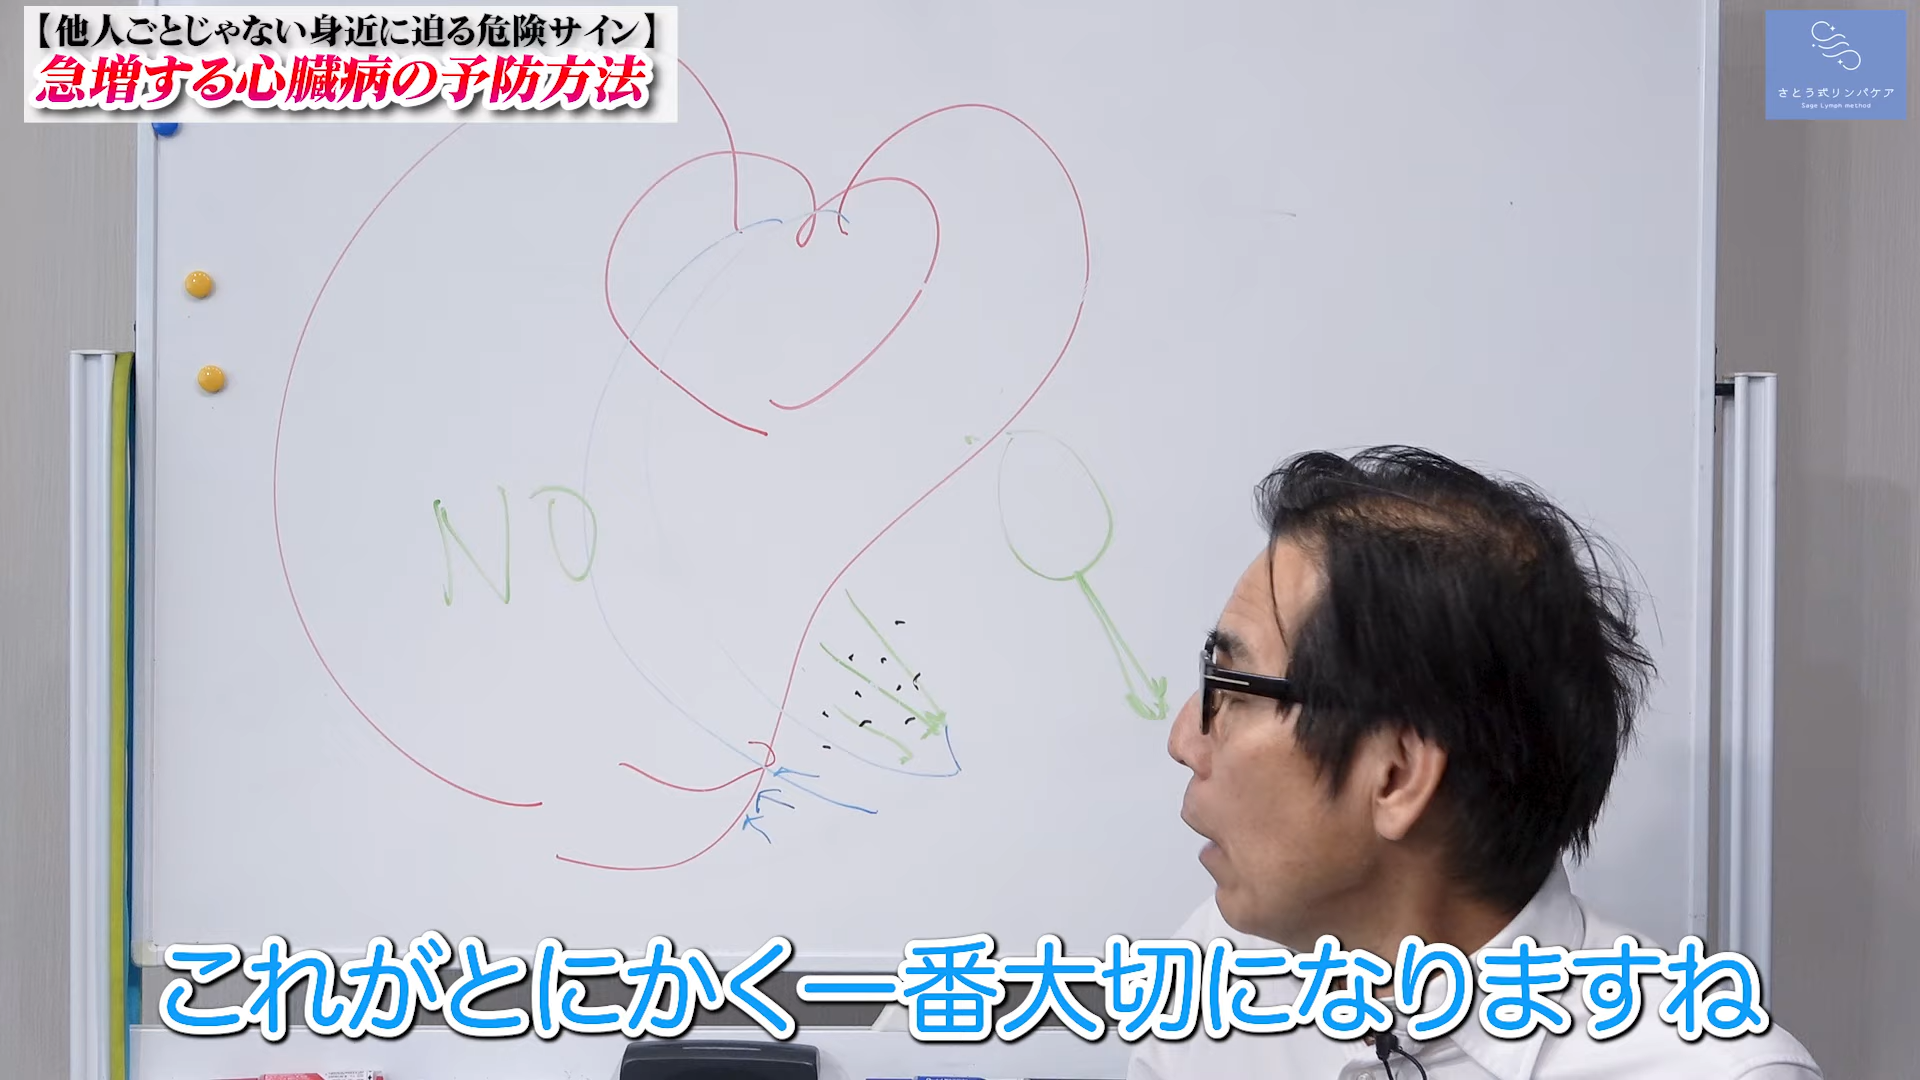 【他人ごとじゃない身近に迫る危険サイン】
急増する心臓病の予防方法
さとう式リンパケア
Sage Lymph method
NO
これがとにかく一番大切になりますね